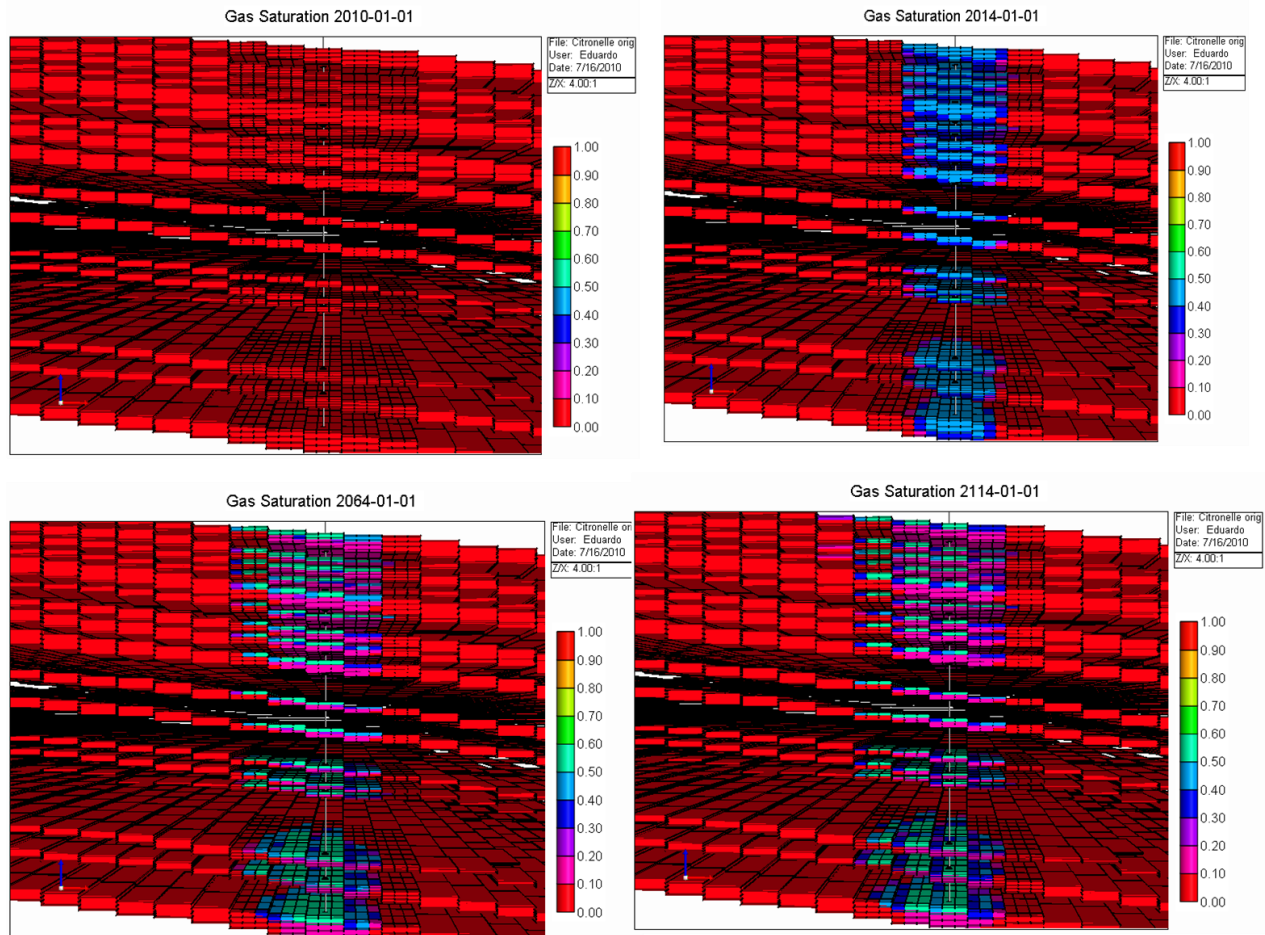 Gas Saturation 2010-01-01
File: Citronelle orig
User: Eduardo
Date: 7/16/2010
Z/X: 4.00:1
1.00
0.90
0.80
0.70
0.60
0.50
0.40
0.30
0.20
0.10
0.00
Gas Saturation 2014-01-01
File: Citronelle orig
User: Eduardo
Date: 7/16/2010
Z/X: 4.00:1
1.00
0.90
0.80
0.70
0.60
0.50
0.40
0.30
0.20
0.10
0.00
Gas Saturation 2064-01-01
File: Citronelle ori
User: Eduardo
Date: 7/16/2010
Z/X: 4.00:1
1.00
0.90
0.80
0.70
0.60
0.50
0.40
0.30
0.20
0.10
0.00
Gas Saturation 2114-01-01
File: Citronelle orig
User: Eduardo
Date: 7/16/2010
Z/X: 4.00:1
1.00
0.90
0.80
0.70
0.60
0.50
0.40
0.30
0.20
0.10
0.00